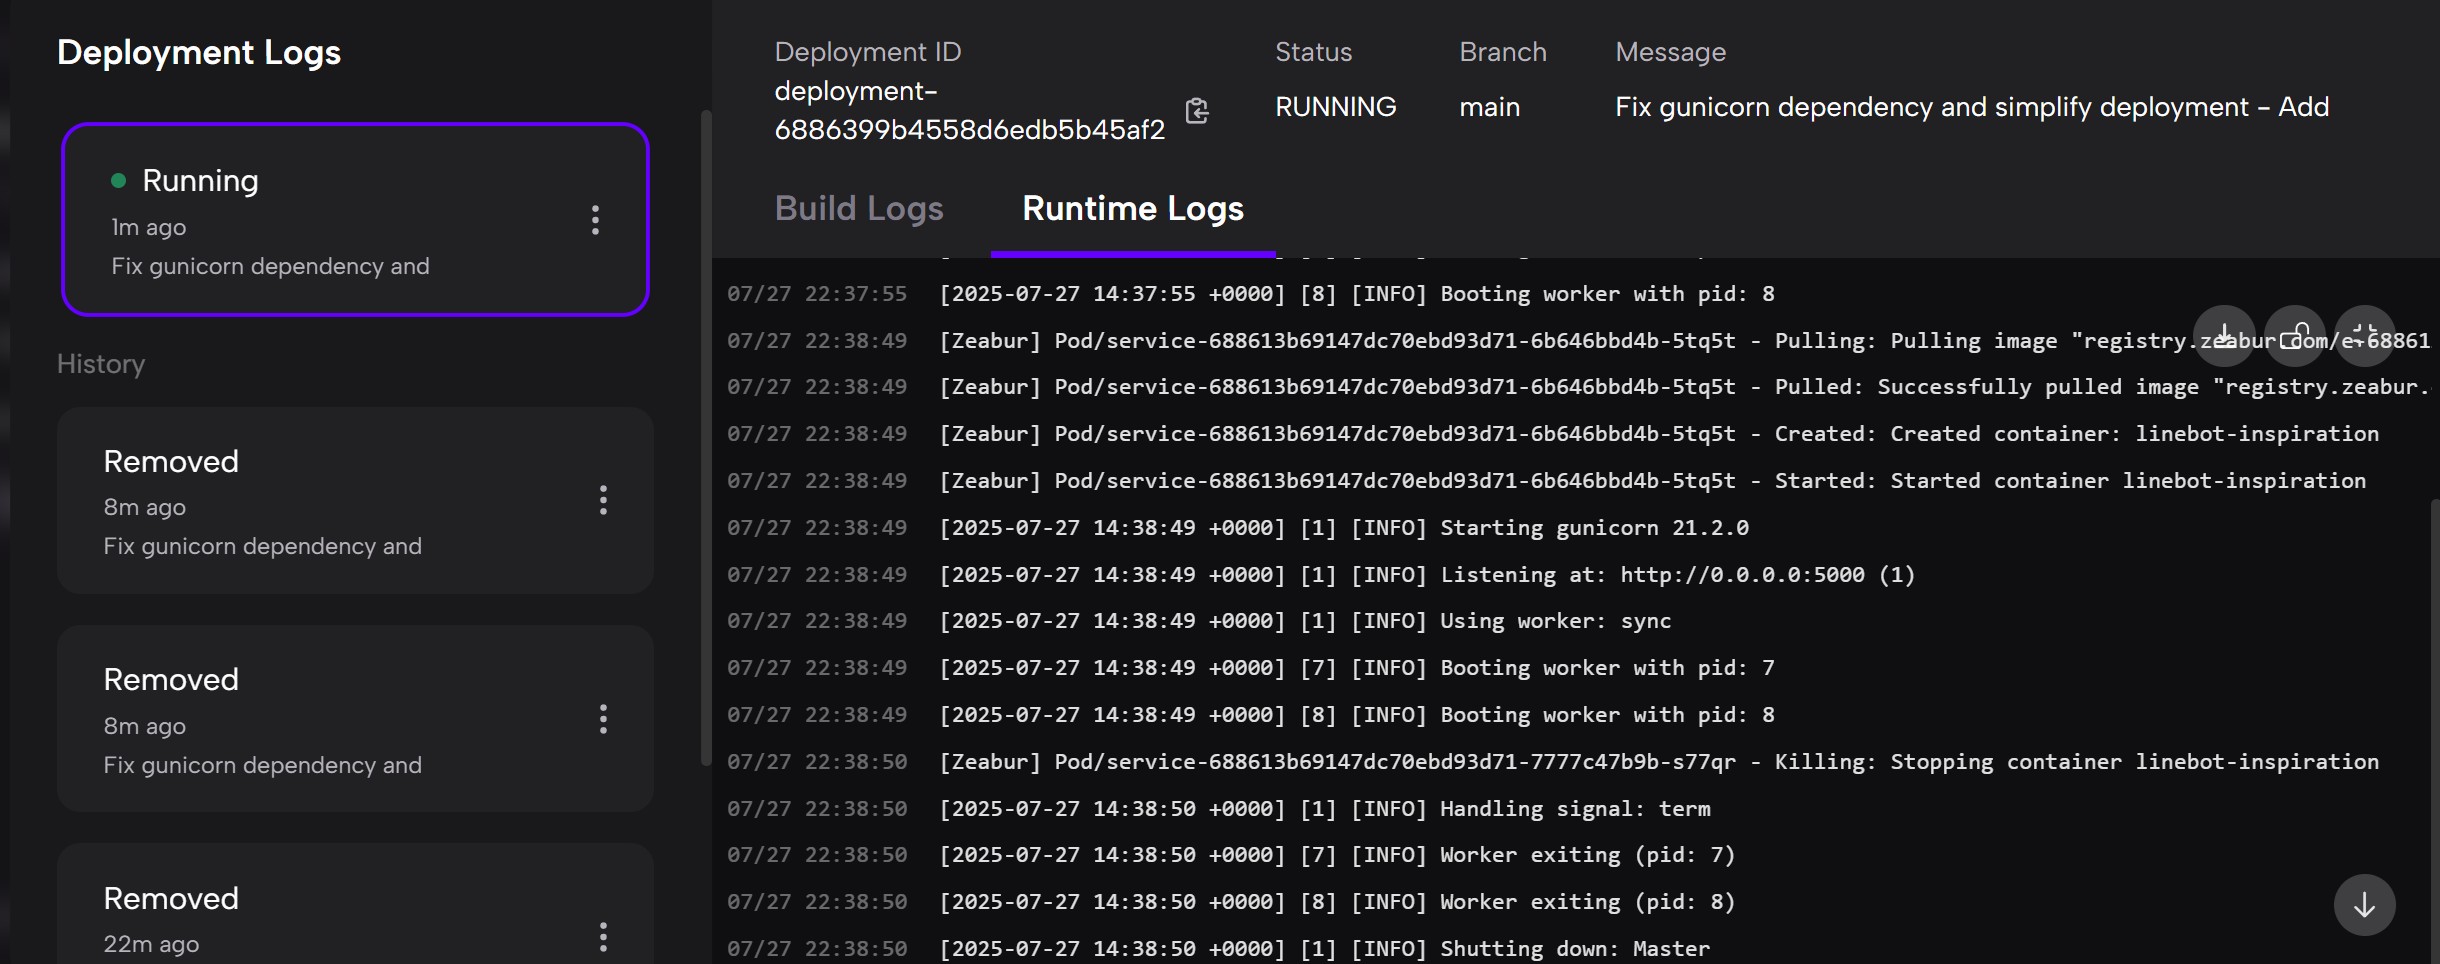 Deployment Logs
Running
1m ago
Fix gunicorn dependency and
History
Removed
8m ago
Fix gunicorn dependency and
Removed
8m ago
Fix gunicorn dependency and
Removed
22m ago
Deployment ID
deployment-
6886399b4558d6edb5b45af2
Status
RUNNING
Branch
main
Message
Fix gunicorn dependency and simplify deployment - Add
Build Logs
Runtime Logs
07/27 22:37:55 [2025-07-27 14:37:55 +0000] [8] [INFO] Booting worker with pid: 8
07/27 22:38:49 [Zeabur] Pod/service-688613b69147dc70ebd93d71-6b646bbd4b-5tq5t - Pulling: Pulling image "registry.zeabur.com/e-68861
07/27 22:38:49 [Zeabur] Pod/service-688613b69147dc70ebd93d71-6b646bbd4b-5tq5t - Pulled: Successfully pulled image "registry.zeabur.
07/27 22:38:49 [Zeabur] Pod/service-688613b69147dc70ebd93d71-6b646bbd4b-5tq5t - Created: Created container: linebot-inspiration
07/27 22:38:49 [Zeabur] Pod/service-688613b69147dc70ebd93d71-6b646bbd4b-5tq5t - Started: Started container linebot-inspiration
07/27 22:38:49 [2025-07-27 14:38:49 +0000] [1] [INFO] Starting gunicorn 21.2.0
07/27 22:38:49 [2025-07-27 14:38:49 +0000] [1] [INFO] Listening at: http://0.0.0.0:5000 (1)
07/27 22:38:49 [2025-07-27 14:38:49 +0000] [1] [INFO] Using worker: sync
07/27 22:38:49 [2025-07-27 14:38:49 +0000] [7] [INFO] Booting worker with pid: 7
07/27 22:38:49 [2025-07-27 14:38:49 +0000] [8] [INFO] Booting worker with pid: 8
07/27 22:38:50 [Zeabur] Pod/service-688613b69147dc70ebd93d71-7777c47b9b-s77qr - Killing: Stopping container linebot-inspiration
07/27 22:38:50 [2025-07-27 14:38:50 +0000] [1] [INFO] Handling signal: term
07/27 22:38:50 [2025-07-27 14:38:50 +0000] [7] [INFO] Worker exiting (pid: 7)
07/27 22:38:50 [2025-07-27 14:38:50 +0000] [8] [INFO] Worker exiting (pid: 8)
07/27 22:38:50 [2025-07-27 14:38:50 +0000] [1] [INFO] Shutting down: Master